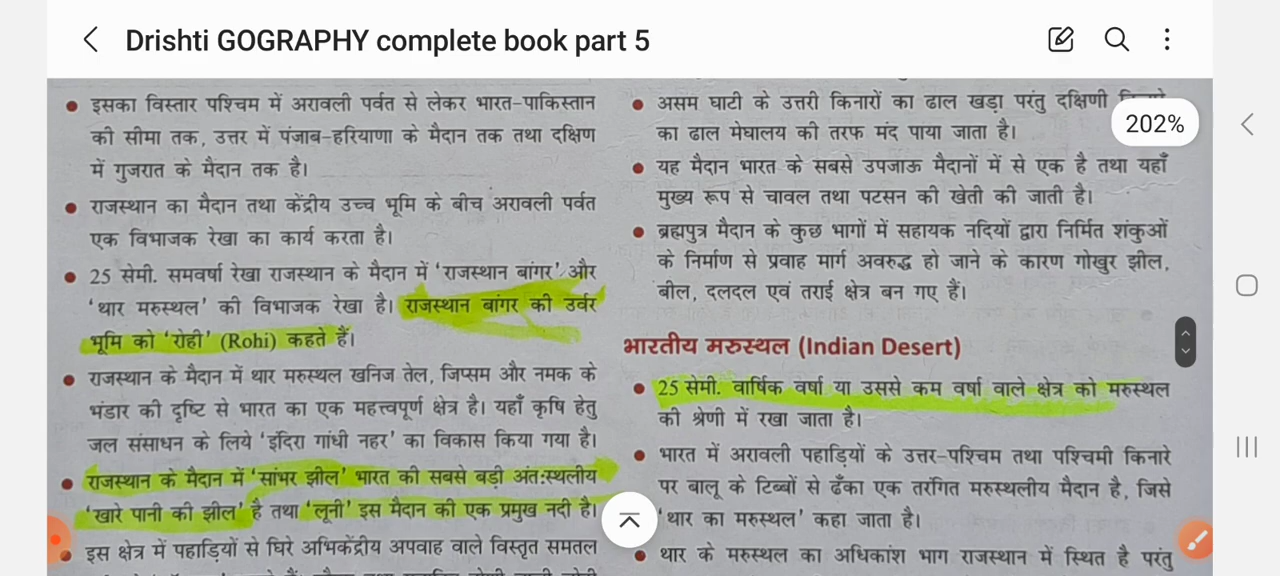 Drishti GOGRAPHY complete book part 5
202%
इसका विस्तार पश्चिम में अरावली पर्वत से लेकर भारत-पाकिस्तान
की सीमा तक, उत्तर में पंजाब-हरियाणा के मैदान तक तथा दक्षिण
में गुजरात के मैदान तक है।
राजस्थान का मैदान तथा केंद्रीय उच्च भूमि के बीच अरावली पर्वत
एक विभाजक रेखा का कार्य करता है।
25 सेमी. समवर्षा रेखा राजस्थान के मैदान में 'राजस्थान बांगर' और
'थार मरुस्थल' की विभाजक रेखा है। राजस्थान बांगर की उर्वर
भूमि को 'रोही' (Rohi) कहते हैं।
राजस्थान के मैदान में थार मरुस्थल खनिज तेल, जिप्सम और नमक के
भंडार की दृष्टि से भारत का एक महत्त्वपूर्ण क्षेत्र है। यहाँ कृषि हेतु
जल संसाधन के लिये 'इंदिरा गांधी नहर' का विकास किया गया है।
राजस्थान के मैदान में 'सांभर झील' भारत की सबसे बड़ी अंतःस्थलीय
'खारे पानी की झील' है तथा 'लूनी' इस मैदान की एक प्रमुख नदी है।
इस क्षेत्र में पहाड़ियों से घिरे अभिकेंद्रीय अपवाह वाले विस्तृत समतल
असम घाटी के उत्तरी किनारों का ढाल खड़ा परंतु दक्षिणी
का ढाल मेघालय की तरफ मंद पाया जाता है।
यह मैदान भारत के सबसे उपजाऊ मैदानों में से एक है तथा यहाँ
मुख्य रूप से चावल तथा पटसन की खेती की जाती है।
ब्रह्मपुत्र मैदान के कुछ भागों में सहायक नदियों द्वारा निर्मित शंकुओं
के निर्माण से प्रवाह मार्ग अवरुद्ध हो जाने के कारण गोखुर झील,
बील, दलदल एवं तराई क्षेत्र बन गए हैं।
भारतीय मरुस्थल (Indian Desert)
25 सेमी. वार्षिक वर्षा या उससे कम वर्षा वाले क्षेत्र को मरुस्थल
की श्रेणी में रखा जाता है।
भारत में अरावली पहाड़ियों के उत्तर-पश्चिम तथा पश्चिमी किनारे
पर बालू के टिब्बों से ढँका एक तरंगित मरुस्थलीय मैदान है, जिसे
'थार का मरुस्थल' कहा जाता है।
थार के मरुस्थल का अधिकांश भाग राजस्थान में स्थित है परंतु